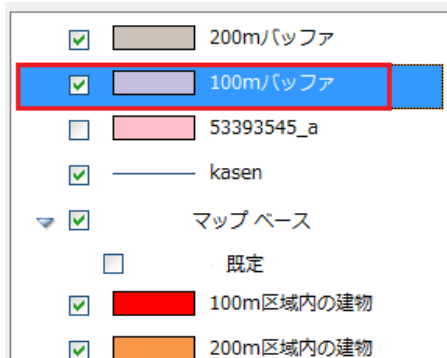 200mバッファ
100mバッファ
53393545_a
kasen
マップ ベース
既定
100m区域内の建物
200m区域内の建物